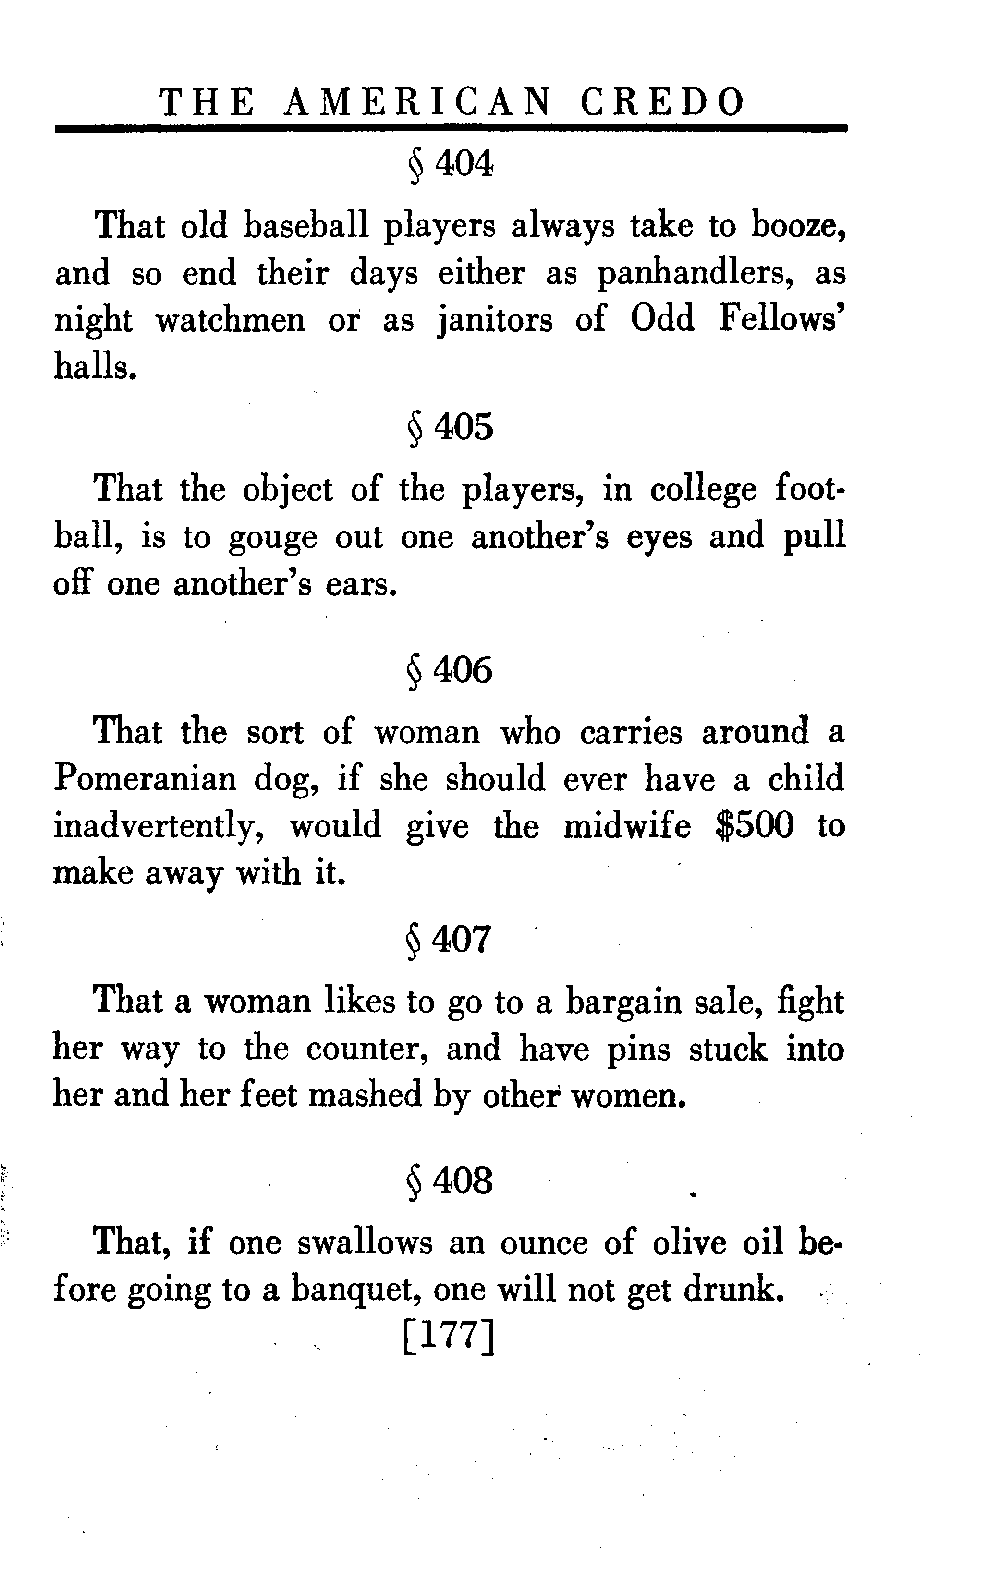 THE AMERICAN CREDO
§ 404
That old baseball players always take to booze,
and so end their days either as panhandlers, as
night watchmen or as janitors of Odd Fellows'
halls.
§ 405
That the object of the players, in college foot-
ball, is to gouge out one another's eyes and pull
off one another's ears.
§ 406
That the sort of woman who carries around a
Pomeranian dog, if she should ever have a child
inadvertently, would give the midwife $500 to
make away with it.
§ 407
That a woman likes to go to a bargain sale, fight
her way to the counter, and have pins stuck into
her and her feet mashed by other women.
§ 408
That, if one swallows an ounce of olive oil be-
fore going to a banquet, one will not get drunk.
[177]